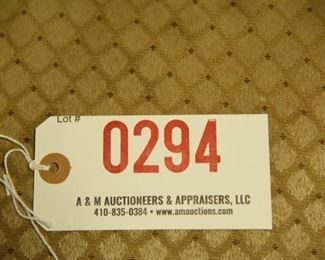 Lot #
0294
A & M AUCTIONEERS & APPRAISERS, LLC
410-835-0384 • www.amauctions.com